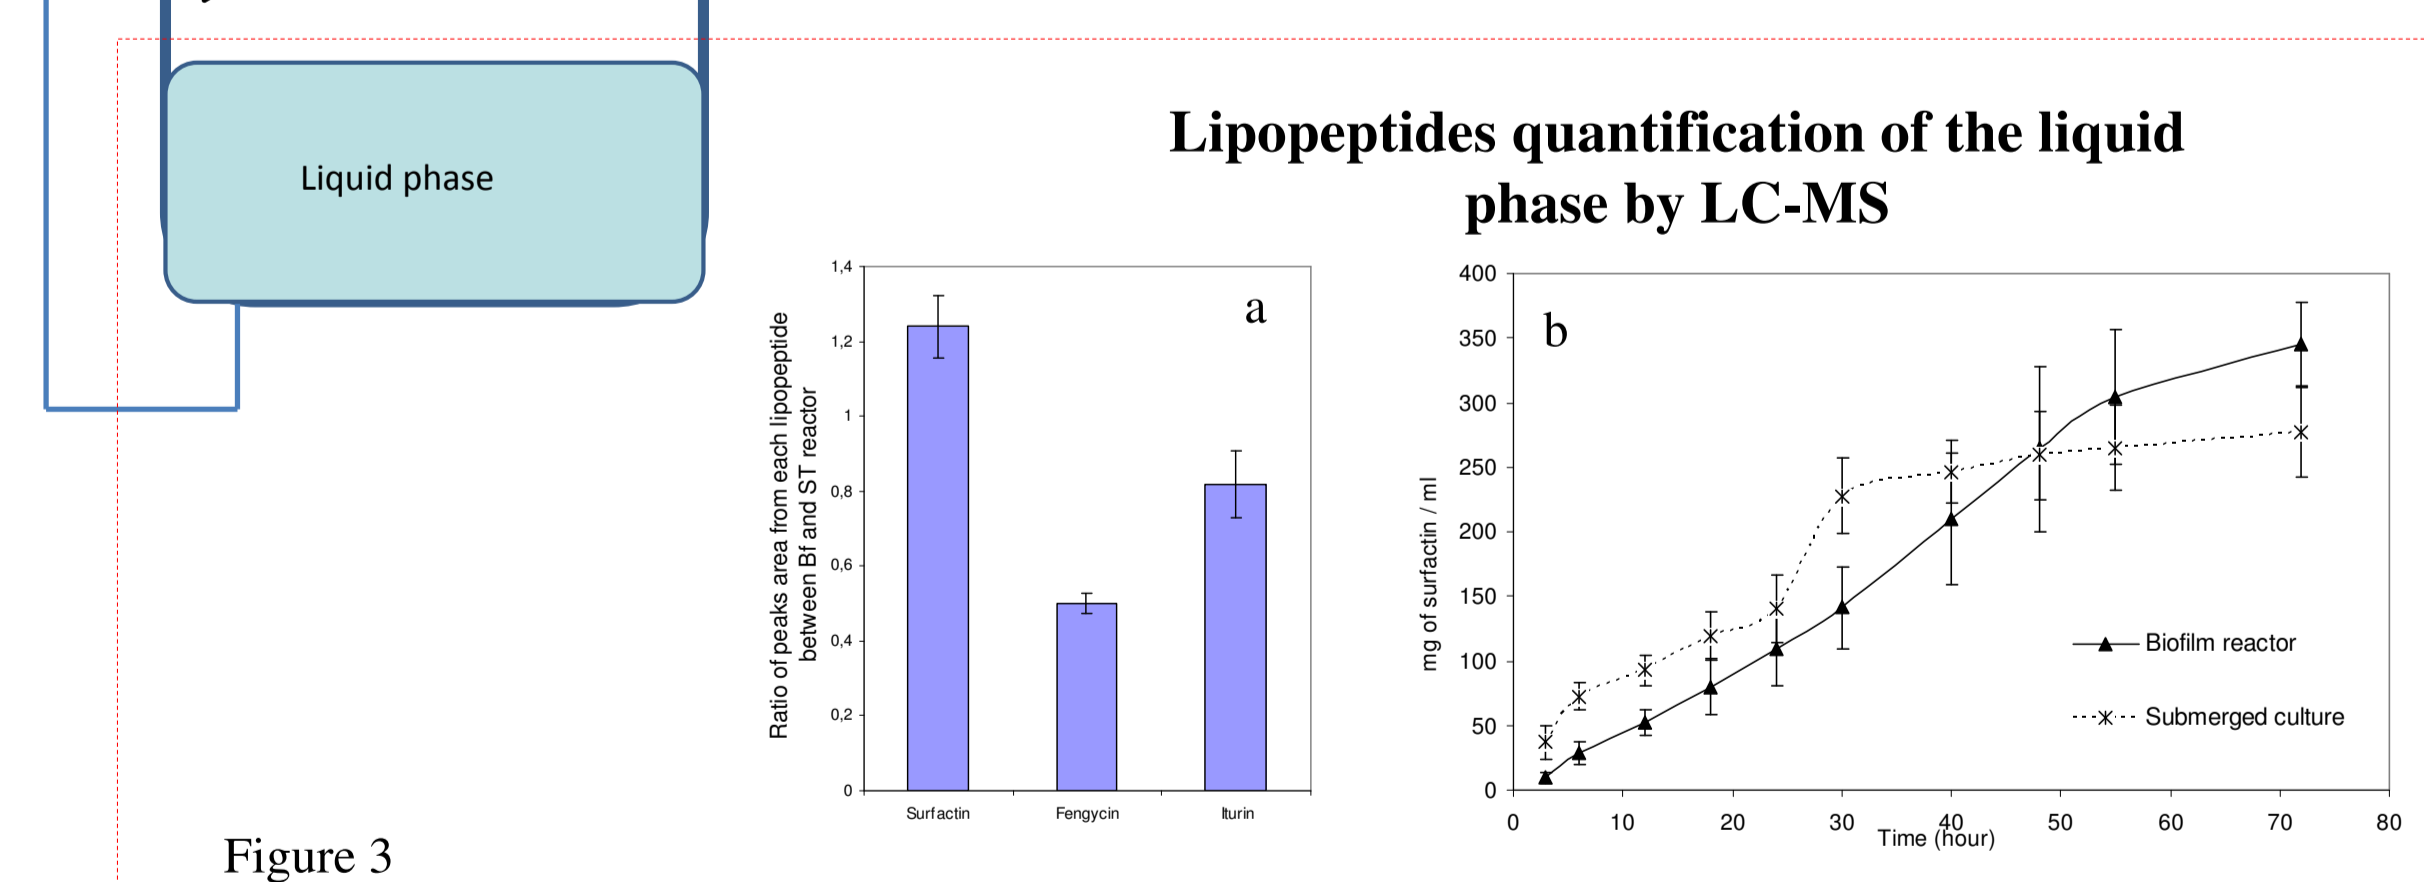 Liquid phase
Lipopeptides quantification of the liquid
phase by LC-MS
Ratio of peaks area from each lipopeptide
between Bf and ST reactor
1,4
1,2
1
0,8
0,6
0,4
0,2
0
a
Surfactin
Fengycin
Iturin
mg of surfactin / ml
400
350
300
250
200
150
100
50
0
b
Biofilm reactor
Submerged culture
0 10 20 30 40 50 60 70 80
Time (hour)
Figure 3